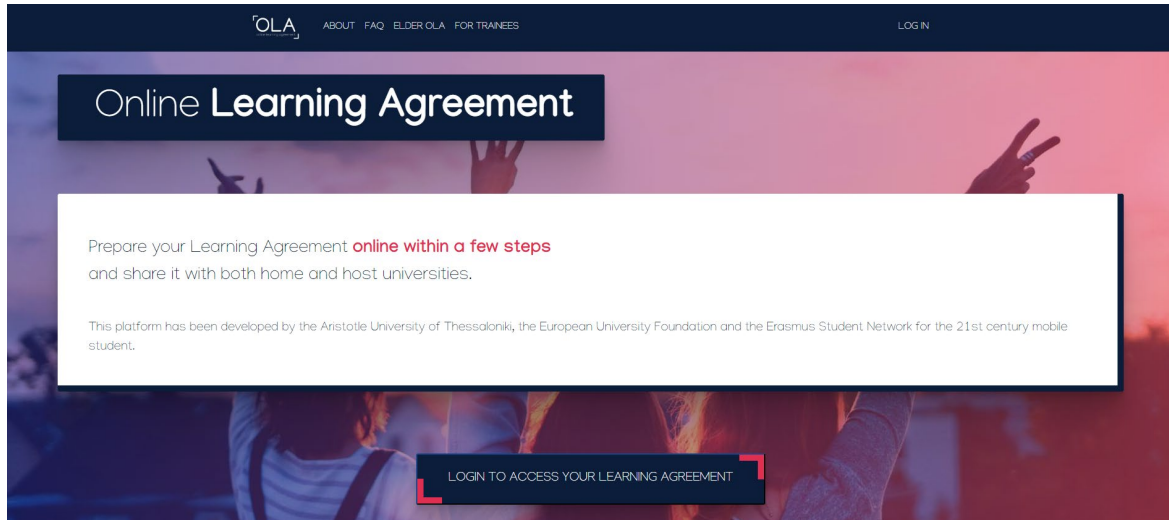 OLA
ABOUT FAQ ELDER OLA FOR TRAINEES
LOG IN
Online Learning Agreement
Prepare your Learning Agreement online within a few steps
and share it with both home and host universities.
This platform has been developed by the Aristotle University of Thessaloniki, the European University Foundation and the Erasmus Student Network for the 21st century mobile
student.
LOGIN TO ACCESS YOUR LEARNING AGREEMENT